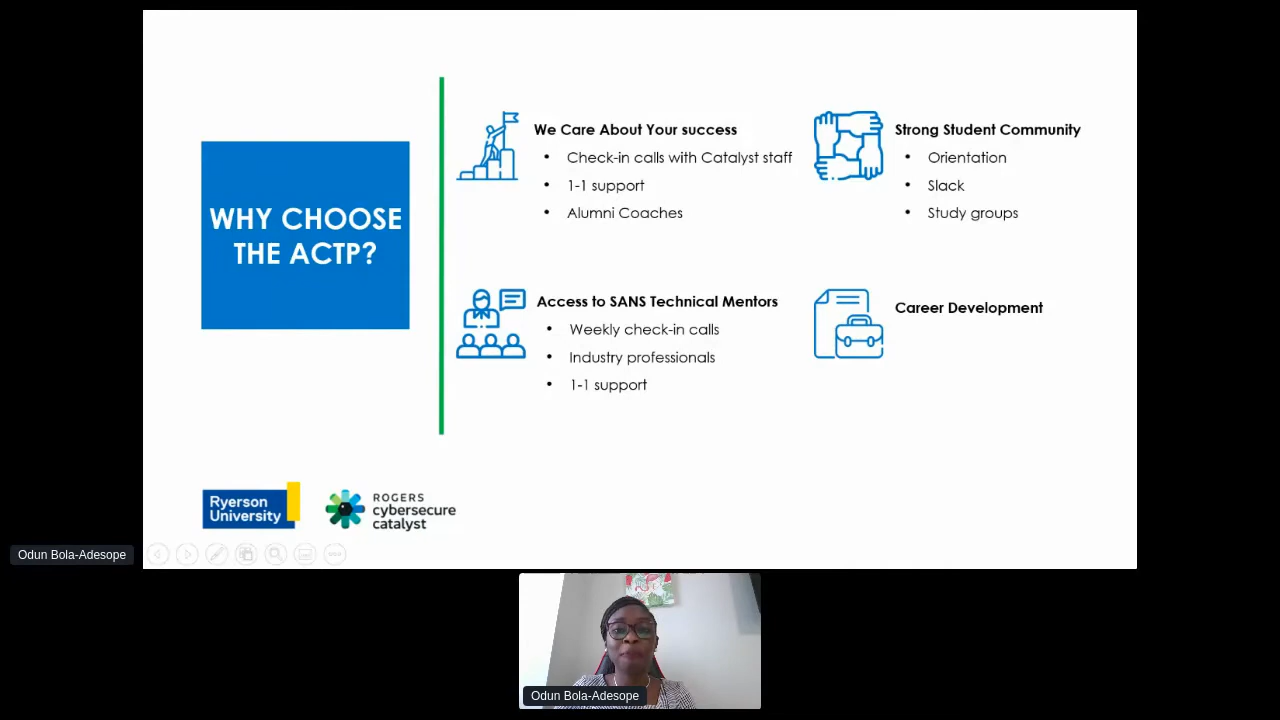 WHY CHOOSE
THE ACTP?
We Care About Your success
• Check-in calls with Catalyst staff
• 1-1 support
• Alumni Coaches
Strong Student Community
• Orientation
• Slack
• Study groups
Access to SANS Technical Mentors
• Weekly check-in calls
• Industry professionals
• 1-1 support
Career Development
Ryerson
University
ROGERS
cybersecure
catalyst
Odun Bola-Adesope
Odun Bola-Adesope